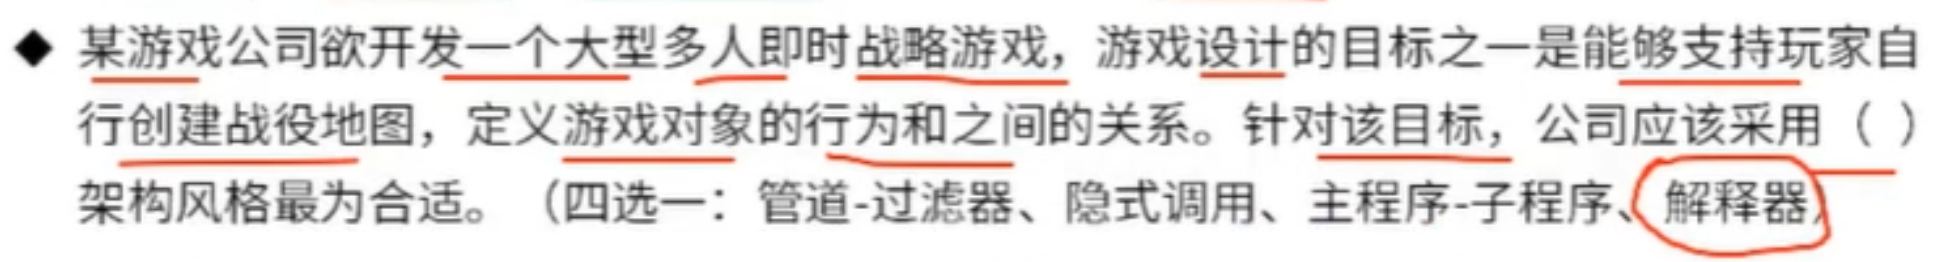 ◆ 某游戏公司欲开发一个大型多人即时战略游戏，游戏设计的目标之一是能够支持玩家自
行创建战役地图，定义游戏对象的行为和之间的关系。针对该目标，公司应该采用（ ）
架构风格最为合适。（四选一：管道-过滤器、隐式调用、主程序-子程序、解释器）